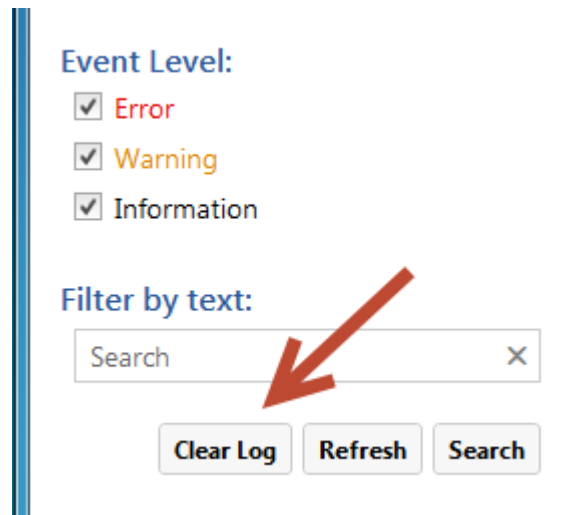 Event Level:
Error
Warning
Information
Filter by text:
Search
Clear Log Refresh Search